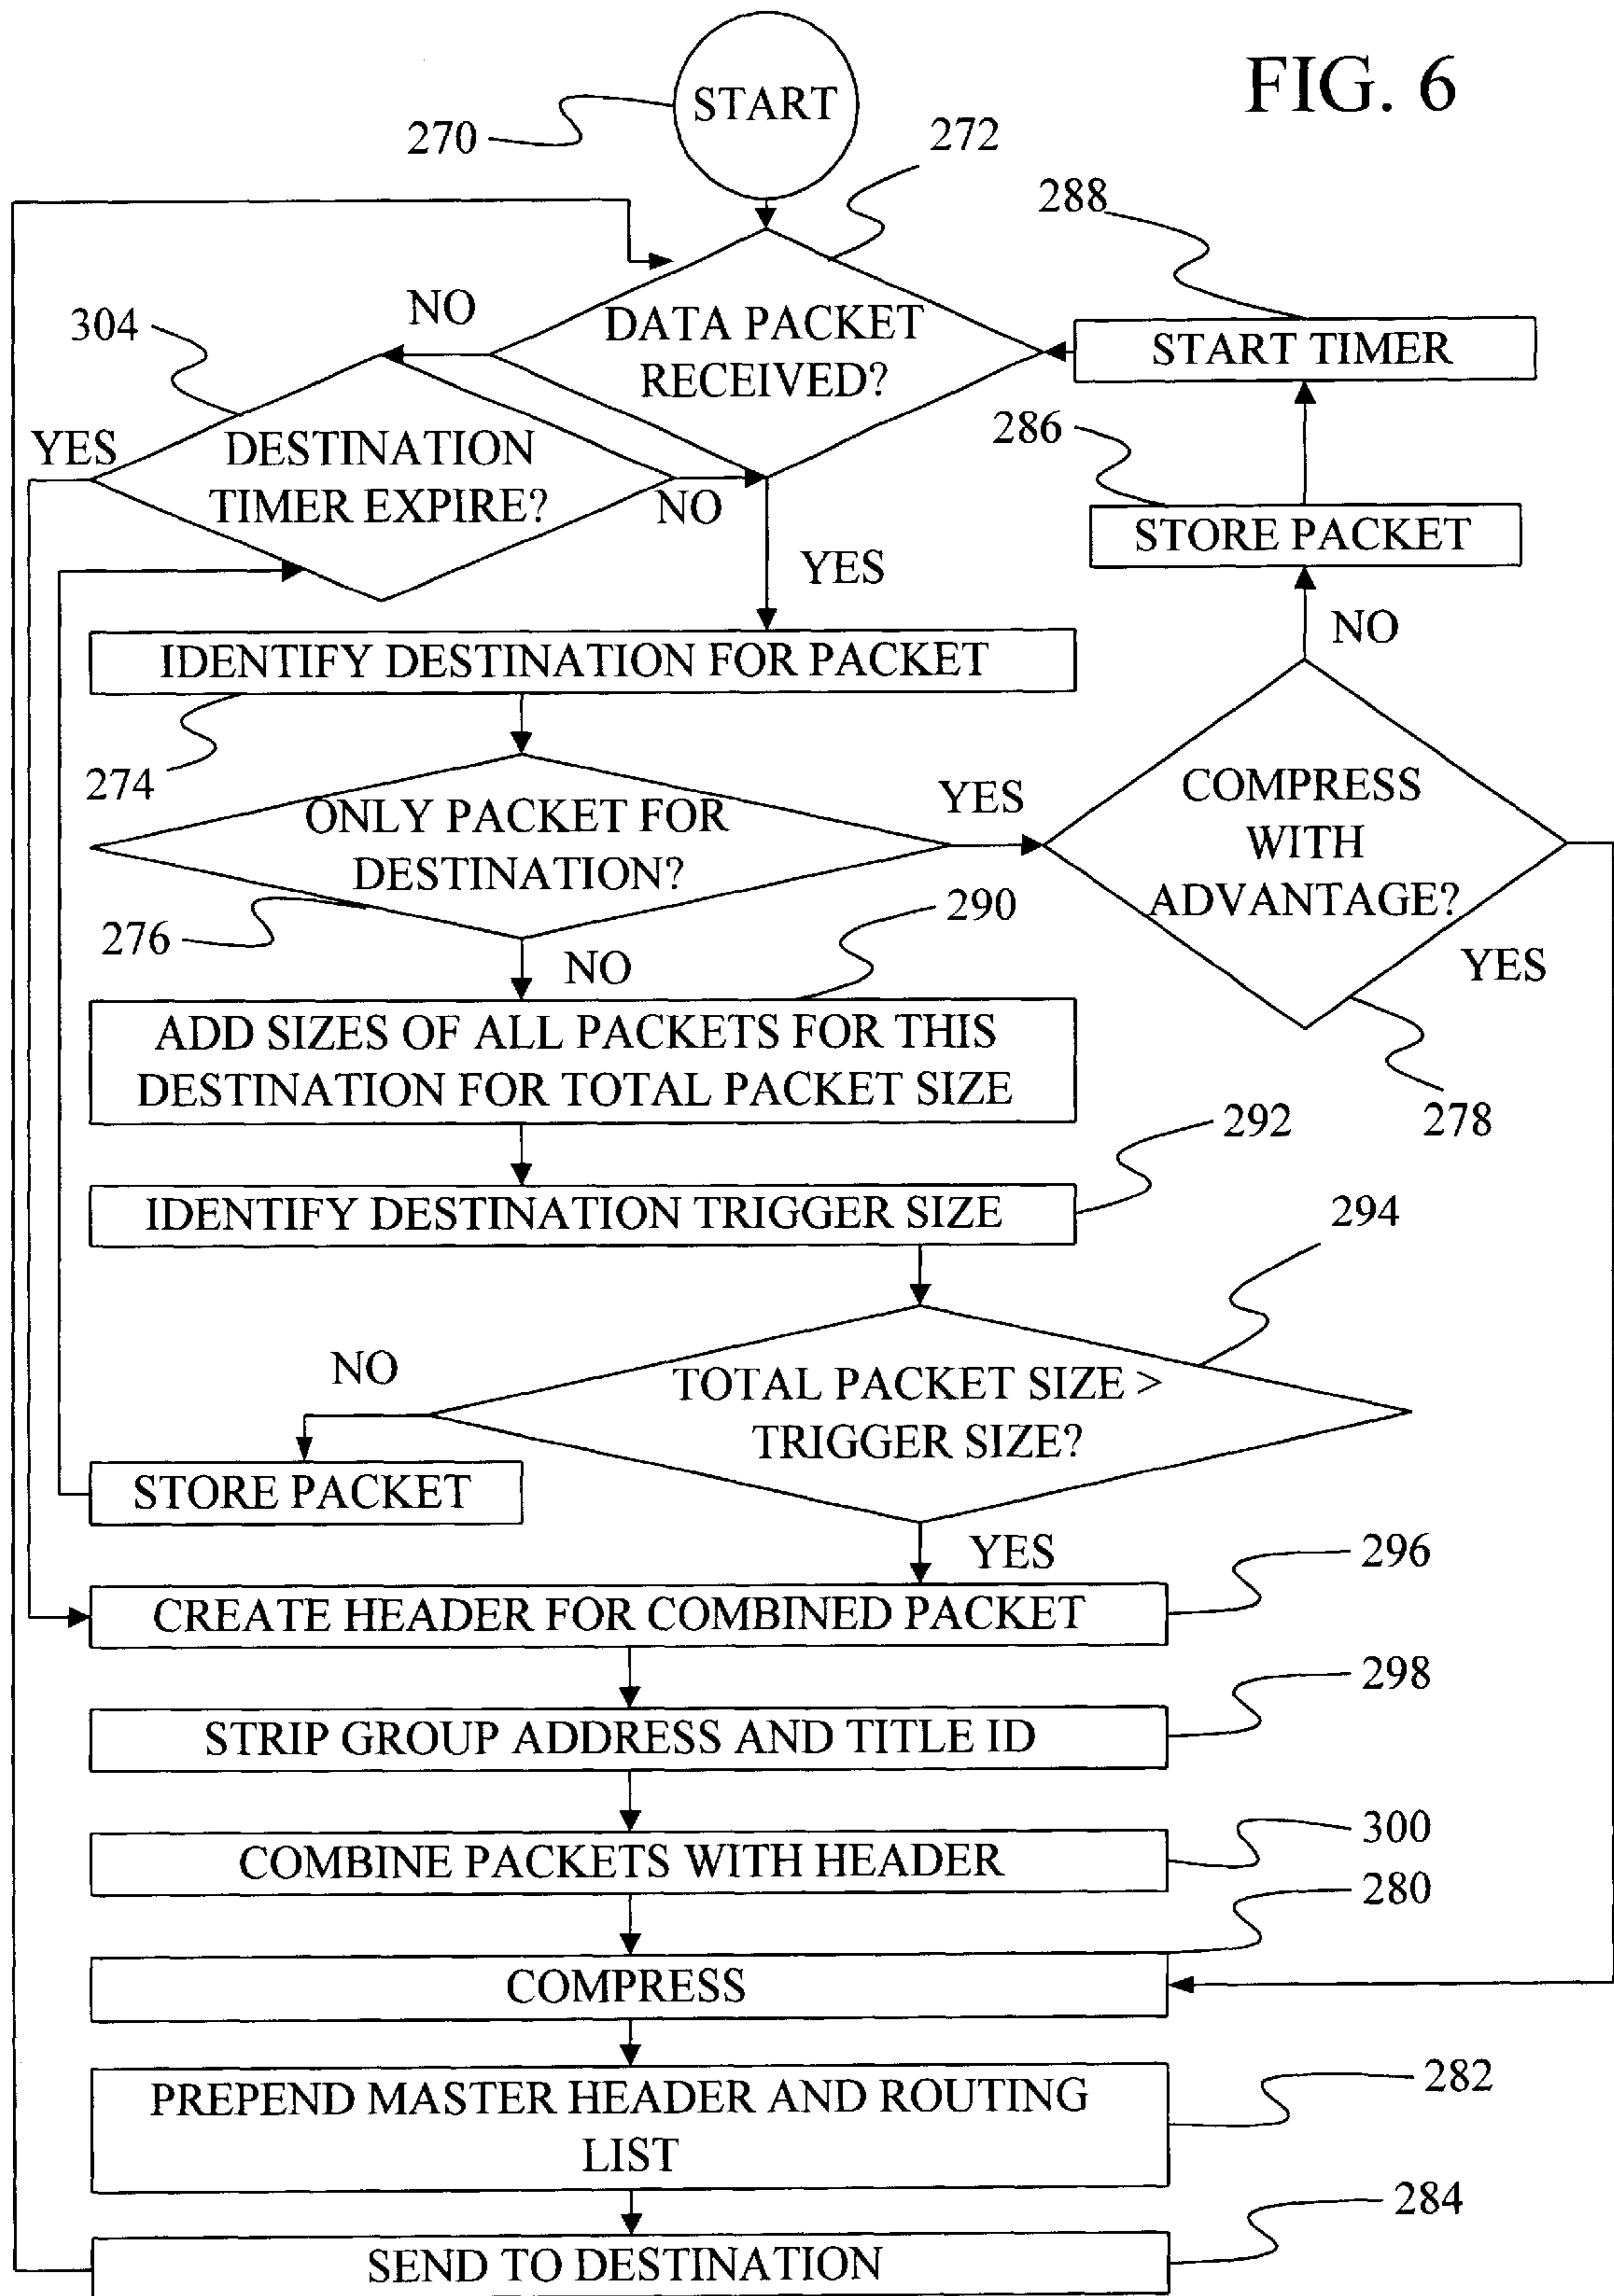 FIG. 6
START
270
272
288
NO
304
DATA PACKET
RECEIVED?
START TIMER
286
YES
DESTINATION
TIMER EXPIRE?
NO
STORE PACKET
YES
NO
IDENTIFY DESTINATION FOR PACKET
274
ONLY PACKET FOR
DESTINATION?
YES
COMPRESS
WITH
ADVANTAGE?
276
290
NO
YES
ADD SIZES OF ALL PACKETS FOR THIS
DESTINATION FOR TOTAL PACKET SIZE
278
292
IDENTIFY DESTINATION TRIGGER SIZE
294
NO
TOTAL PACKET SIZE >
TRIGGER SIZE?
STORE PACKET
YES
296
CREATE HEADER FOR COMBINED PACKET
298
STRIP GROUP ADDRESS AND TITLE ID
300
COMBINE PACKETS WITH HEADER
280
COMPRESS
282
PREPEND MASTER HEADER AND ROUTING
LIST
284
SEND TO DESTINATION